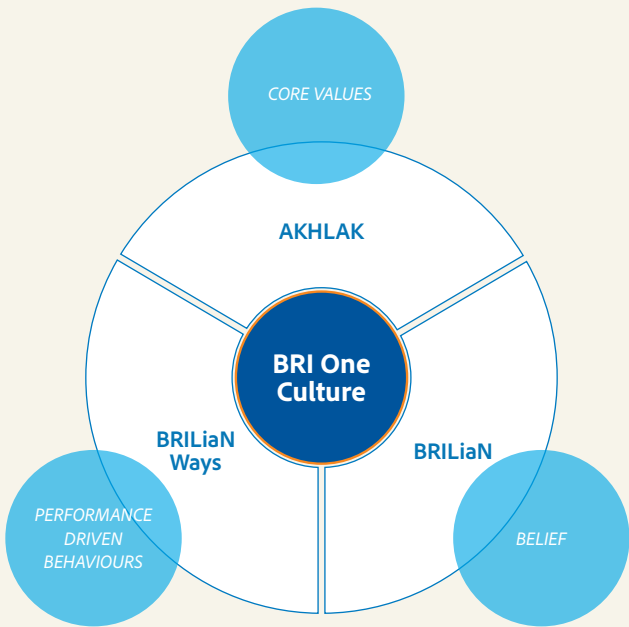 CORE VALUES
AKHLAK
BRI One
Culture
BRILiaN
Ways
BRILiaN
PERFORMANCE
DRIVEN
BEHAVIOURS
BELIEF